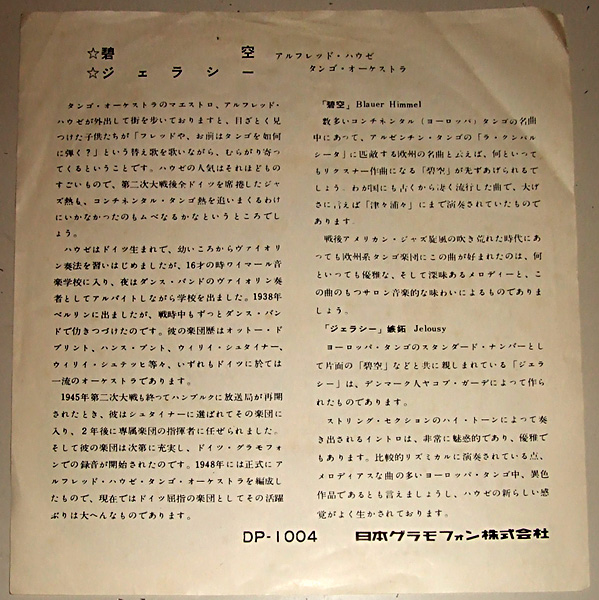 ☆碧空 アルフレッド・ハウゼ
☆ジェラシー タンゴ・オーケストラ
タンゴ・オーケストラのマエストロ、アルフレッド・
ハウゼが外出して街を歩いておりますと、目ざとく見
つけた子供たちが「フレッドや、お前はタンゴを如何
に弾く?」という替え歌を歌いながら、むらがり寄っ
てくるということです。ハウゼの人気はそれほどもの
すごいもので、第二次大戦後全ドイツを席捲したジャ
ズ熱も、コンチネンタル・タンゴ熱を追いまくるわけ
にいかなかったのもムベなるかなというところでしょ
う。
ハウゼはドイツ生まれで、幼いころからヴァイオリ
ン奏法を習いはじめましたが、16才の時ワイマール音
楽学校に入り、夜はダンス・バンドのヴァイオリン奏
者としてアルバイトしながら学校を出ました。1938年
ベルリンに出ましたが、戦時中もずっとダンス・バン
ドで仂きつづけたのです。彼の楽団歴はオットー・ド
ブリント、ハンス・ブント、ウィリイ・シュタイナー、
ウィリイ・シュテッヒ等々、いずれもドイツに於ては
一流のオーケストラであります。
1945年第二次大戦も終ってハンブルクに放送局が再開
されたとき、彼はシュタイナーに選ばれてその楽団に
入り、2年後に専属楽団の指揮者に任ぜられました。
そして彼の楽団は次第に充実し、ドイツ・グラモフォ
ンでの録音が開始されたのです。1948年には正式にア
ルフレッド・ハウゼ・タンゴ・オーケストラを編成し
たもので、現在ではドイツ屈指の楽団としてその活躍
ぶりは大へんなものであります。
「碧空」Blauer Himmel
数多いコンチネンタル(ヨーロッパ)タンゴの名曲
中にあって、アルゼンチン・タンゴの「ラ・クンパル
シータ」に匹敵する欧州の名曲と云えば、何といって
もリクスナー作曲になる「碧空」が先ずあげられるで
しょう。わが国にも古くから凄く流行した曲で、大げ
さに言えば「津々浦々」にまで演奏されていたもので
あります。
戦後アメリカン・ジャズ旋風の吹き荒れた時代にあ
っても欧州系タンゴ楽団にこの曲が好まれたのは、何
といっても優雅な、そして深味あるメロディーと、こ
の曲のもつサロン音楽的な味わいによるものでありま
しょう。
「ジェラシー」嫉妬 Jelousy
ヨーロッパ・タンゴのスタンダード・ナンバーとし
て片面の「碧空」などと共に親しまれている「ジェラ
シー」は、デンマーク人ヤコブ・ガーデによって作ら
れたものであります。
ストリング・セクションのハイ・トーンによって奏
き出されるイントロは、非常に魅惑的であり、優雅で
もあります。比較的リズミカルに演奏されている点、
メロディアスな曲の多いヨーロッパ・タンゴ中、異色
作品であるとも言えましょうし、ハウゼの新らしい感
覚がよく生かされております。
DP-1004 日本グラモフォン株式会社